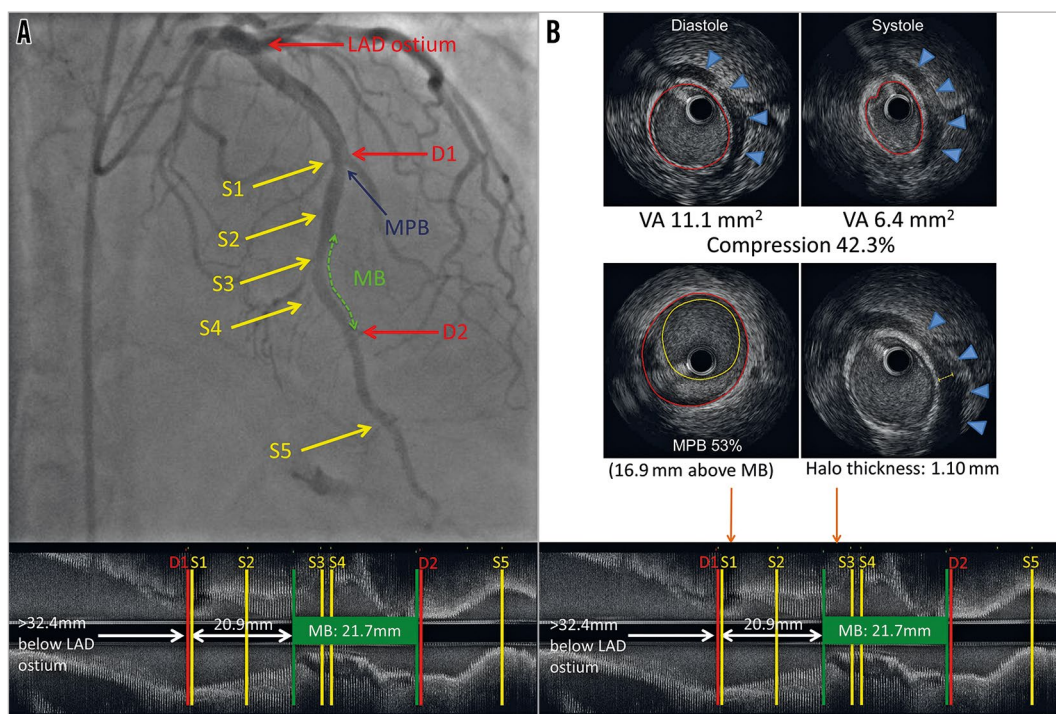 A
LAD ostium
D1
S1
MPB
S2
S3
MB
S4
D2
S5
D1 S1 S2 S3 S4 D2 S5
>32.4mm
below LAD
ostium
20.9mm
MB: 21.7mm
B
Diastole
Systole
VA 11.1 mm²
VA 6.4 mm²
Compression 42.3%
MPB 53%
(16.9 mm above MB)
Halo thickness: 1.10 mm
D1 S1 S2 S3 S4 D2 S5
>32.4mm
below LAD
ostium
20.9mm
MB: 21.7mm